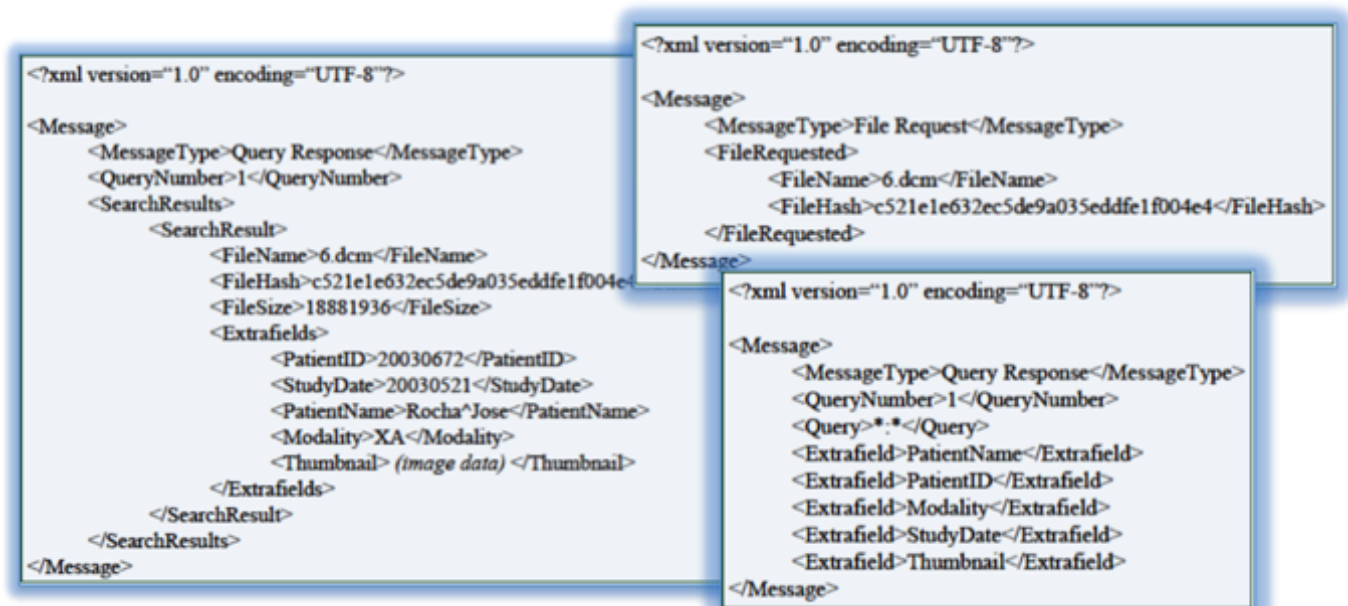 <?xml version=“1.0” encoding=“UTF-8”?>
<Message>
<MessageType>Query Response</MessageType>
<QueryNumber>1</QueryNumber>
<SearchResults>
<SearchResult>
<FileName>6.dcm</FileName>
<FileHash>c521e1e632ec5de9a035eddfe1f004e4
<FileSize>18881936</FileSize>
<Extrafields>
<PatientID>20030672</PatientID>
<StudyDate>20030521</StudyDate>
<PatientName>Rocha^Jose</PatientName>
<Modality>XA</Modality>
<Thumbnail> (image data) </Thumbnail>
</Extrafields>
</SearchResult>
</SearchResults>
</Message>
<?xml version=“1.0” encoding=“UTF-8”?>
<Message>
<MessageType>File Request</MessageType>
<FileRequested>
<FileName>6.dcm</FileName>
<FileHash>c521e1e632ec5de9a035eddfe1f004e4</FileHash>
</FileRequested>
</Message>
<?xml version=“1.0” encoding=“UTF-8”?>
<Message>
<MessageType>Query Response</MessageType>
<QueryNumber>1</QueryNumber>
<Query>*:*</Query>
<Extrafield>PatientName</Extrafield>
<Extrafield>PatientID</Extrafield>
<Extrafield>Modality</Extrafield>
<Extrafield>StudyDate</Extrafield>
<Extrafield>Thumbnail</Extrafield>
</Message>